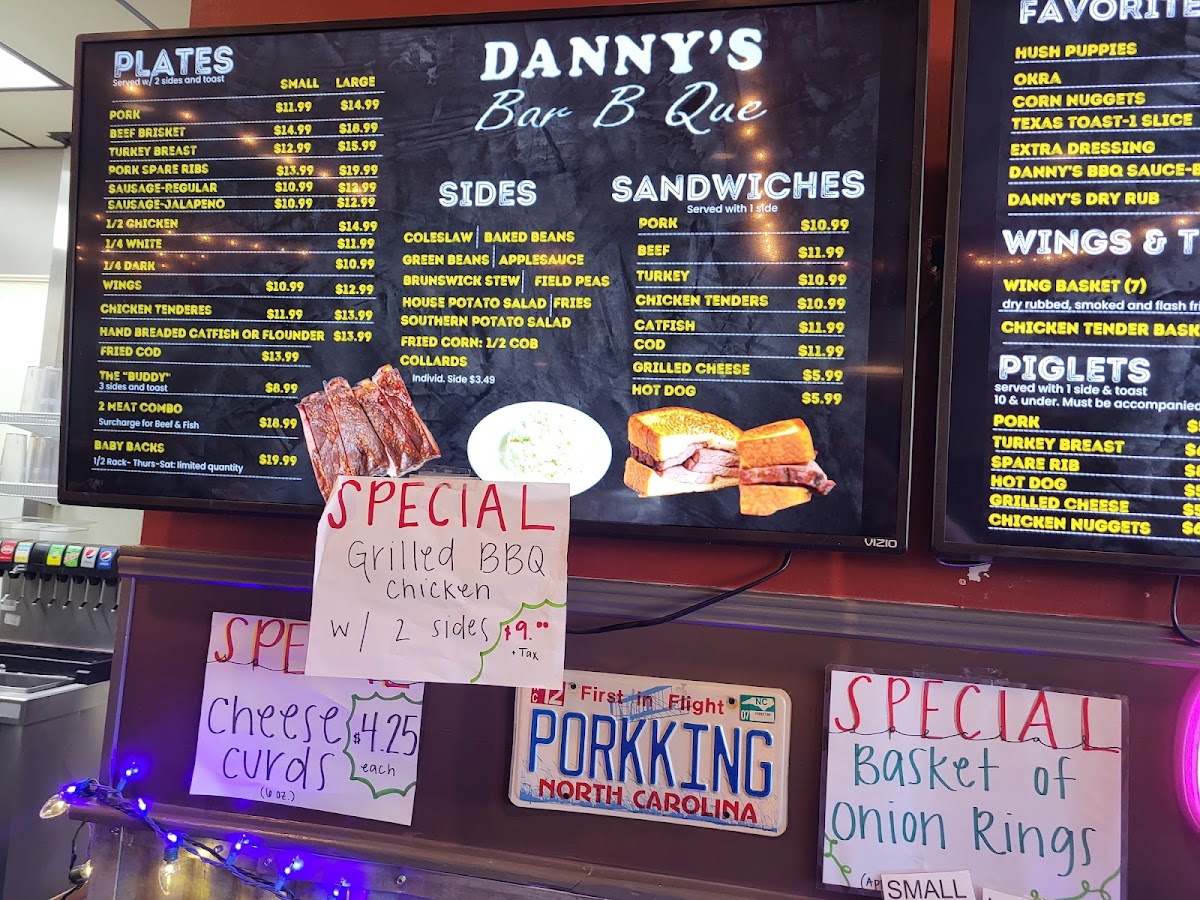 PLATES
Served w/ 2 sides and toast
SMALL LARGE
PORK $11.99 $14.99
BEEF BRISKET $14.99 $18.99
TURKEY BREAST $12.99 $15.99
PORK SPARE RIBS $13.99 $19.99
SAUSAGE-REGULAR $10.99 $12.99
SAUSAGE-JALAPENO $10.99 $12.99
1/2 CHICKEN $14.99
1/4 WHITE $11.99
1/4 DARK $10.99
WINGS $10.99 $12.99
CHICKEN TENDERES $11.99 $13.99
HAND BREADED CATFISH OR FLOUNDER $13.99
FRIED COD $13.99
THE "BUDDY" $8.99
3 sides and toast
2 MEAT COMBO $18.99
Surcharge for Beef & Fish
BABY BACKS $19.99
1/2 Rack- Thurs-Sat: limited quantity
DANNY'S
Bar B Que
SIDES
COLESLAW | BAKED BEANS
GREEN BEANS | APPLESAUCE
BRUNSWICK STEW | FIELD PEAS
HOUSE POTATO SALAD | FRIES
SOUTHERN POTATO SALAD
FRIED CORN: 1/2 COB
COLLARDS
Individ. Side $3.49
SANDWICHES
Served with 1 side
PORK $10.99
BEEF $11.99
TURKEY $10.99
CHICKEN TENDERS $10.99
CATFISH $11.99
COD $11.99
GRILLED CHEESE $5.99
HOT DOG $5.99
VIZIO
FAVORITE
HUSH PUPPIES
OKRA
CORN NUGGETS
TEXAS TOAST-1 SLICE
EXTRA DRESSING
DANNY'S BBQ SAUCE-
DANNY'S DRY RUB
WINGS & T
WING BASKET (7)
dry rubbed, smoked and flash fri
CHICKEN TENDER BASK
PIGLETS
served with 1 side & toast
10 & under. Must be accompanied
PORK
TURKEY BREAST
SPARE RIB
HOT DOG
GRILLED CHEESE
CHICKEN NUGGETS
SPECIAL
Grilled BBQ
Chicken
w/ 2 sides $9.00
+ Tax
SPE
Cheese $4.25
curds each
(6 oz.)
First in Flight
NC
PORKKING
NORTH CAROLINA
SPECIAL
Basket of
Onion Rings
SMALL